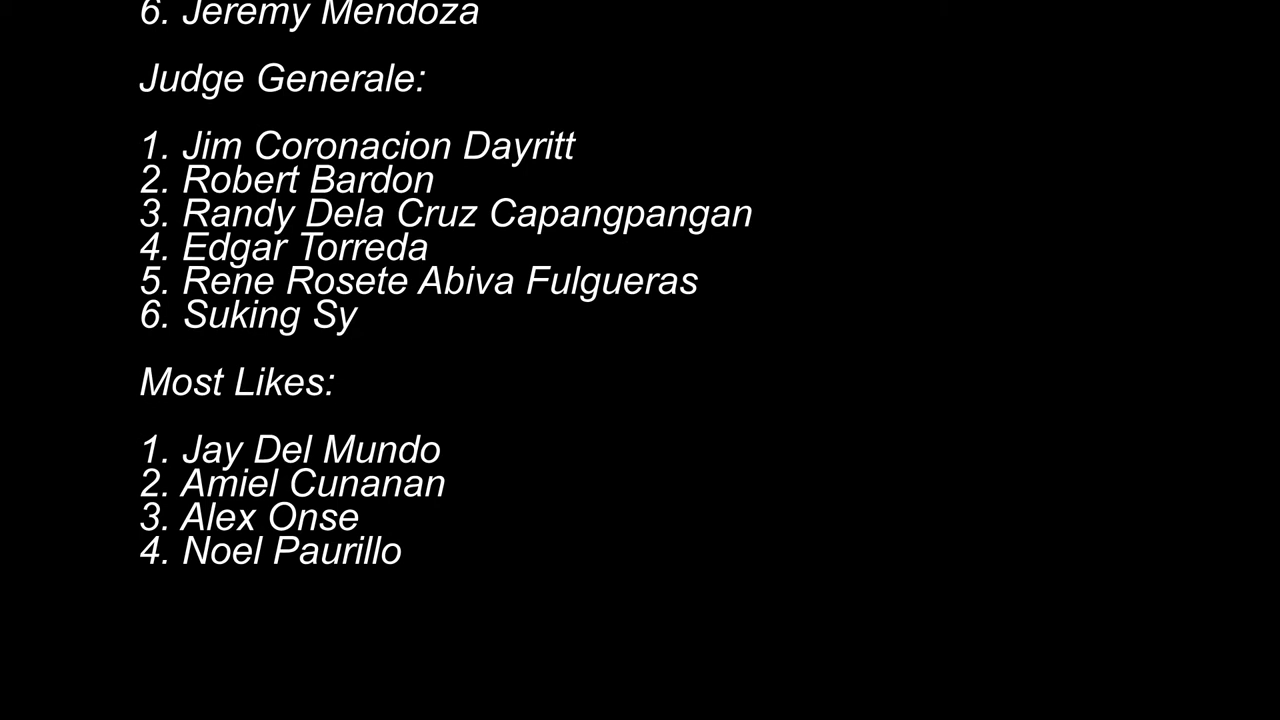 6. Jeremy Mendoza
Judge Generale:
1. Jim Coronacion Dayritt
2. Robert Bardon
3. Randy Dela Cruz Capangpangan
4. Edgar Torreda
5. Rene Rosete Abiva Fulgueras
6. Suking Sy
Most Likes:
1. Jay Del Mundo
2. Amiel Cunanan
3. Alex Onse
4. Noel Paurillo